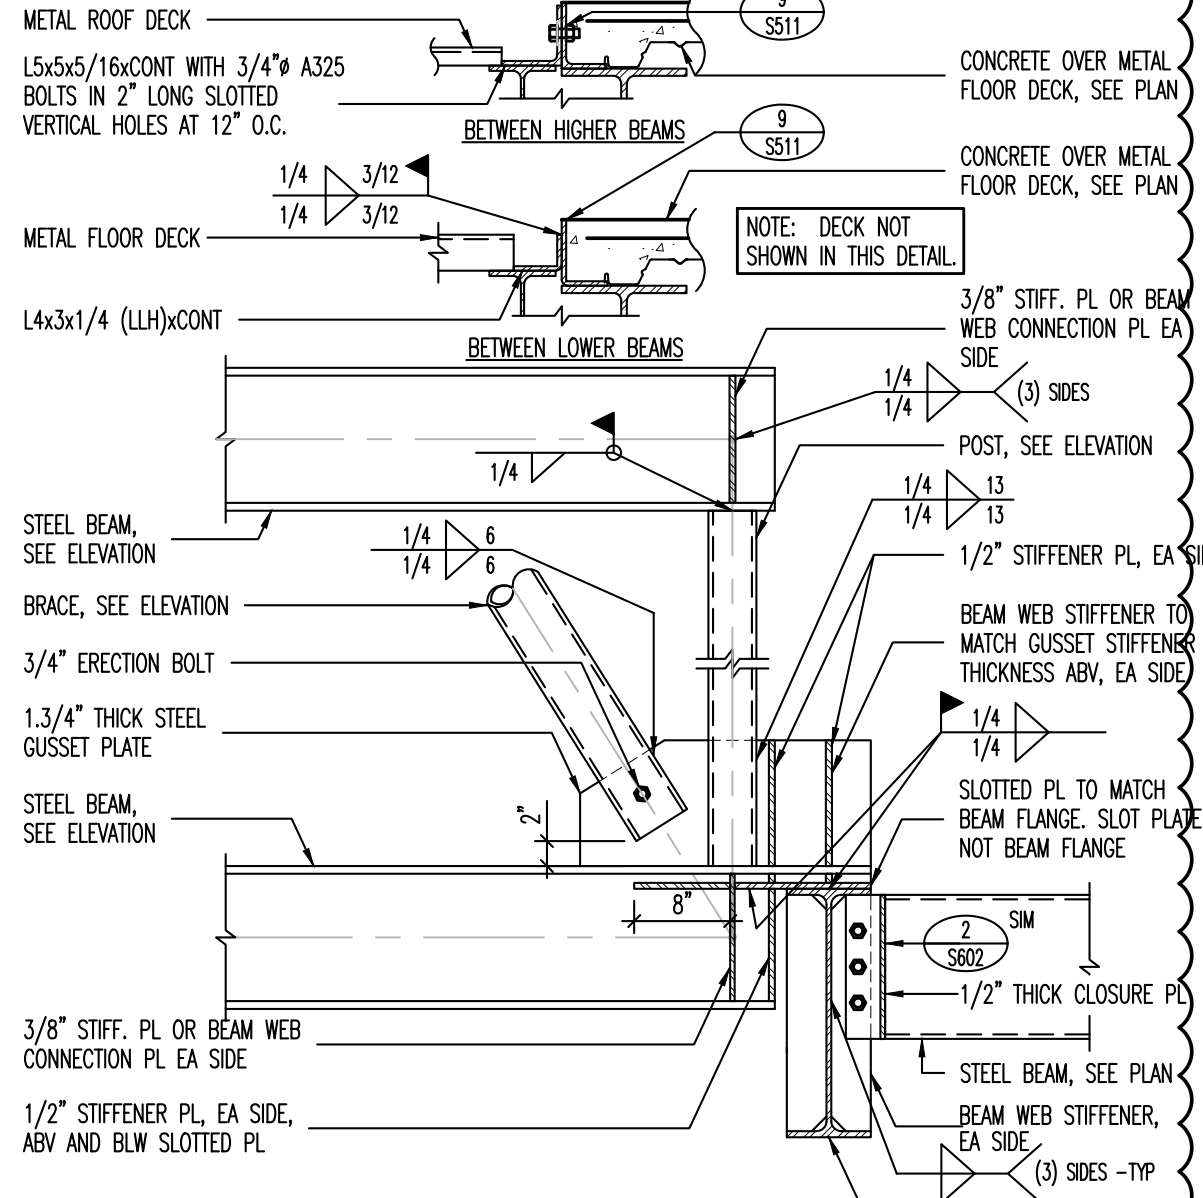 METAL ROOF DECK
L5x5x5/16xCONT WITH 3/4"ø A325
BOLTS IN 2" LONG SLOTTED
VERTICAL HOLES AT 12" O.C.
9
S511
CONCRETE OVER METAL
FLOOR DECK, SEE PLAN
BETWEEN HIGHER BEAMS
9
S511
CONCRETE OVER METAL
FLOOR DECK, SEE PLAN
1/4 3/12
1/4 3/12
METAL FLOOR DECK
NOTE: DECK NOT
SHOWN IN THIS DETAIL.
L4x3x1/4 (LLH)xCONT
BETWEEN LOWER BEAMS
3/8" STIFF. PL OR BEAM
WEB CONNECTION PL EA
SIDE
1/4
1/4
(3) SIDES
1/4
POST, SEE ELEVATION
1/4 13
1/4 13
STEEL BEAM,
SEE ELEVATION
1/4 6
1/4 6
1/2" STIFFENER PL, EA
BRACE, SEE ELEVATION
BEAM WEB STIFFENER TO
MATCH GUSSET STIFFENER
THICKNESS ABV, EA SIDE
3/4" ERECTION BOLT
1.3/4" THICK STEEL
GUSSET PLATE
1/4
1/4
STEEL BEAM,
SEE ELEVATION
2"
SLOTTED PL TO MATCH
BEAM FLANGE. SLOT PLATE
NOT BEAM FLANGE
8"
2
S602
SIM
1/2" THICK CLOSURE PL
3/8" STIFF. PL OR BEAM WEB
CONNECTION PL EA SIDE
STEEL BEAM, SEE PLAN
1/2" STIFFENER PL, EA SIDE,
ABV AND BLW SLOTTED PL
BEAM WEB STIFFENER,
EA SIDE
(3) SIDES -TYP